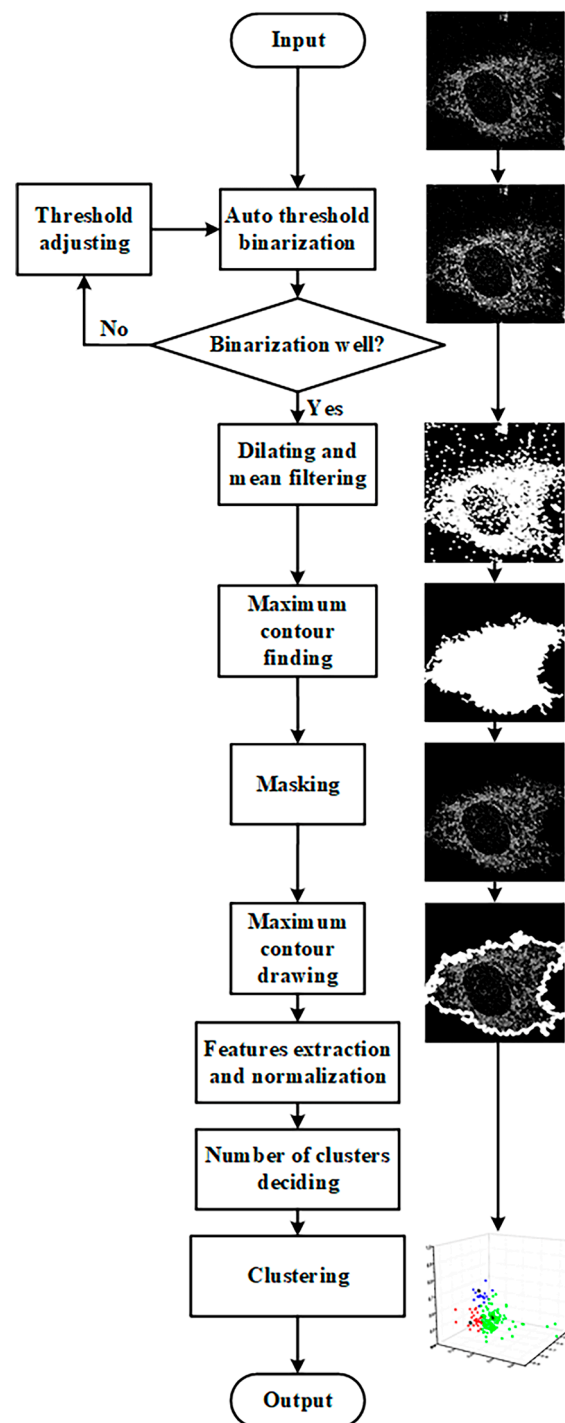 Input
Threshold
adjusting
Auto threshold
binarization
No
Binarization well?
Yes
Dilating and
mean filtering
Maximum
contour
finding
Masking
Maximum
contour
drawing
Features extraction
and normalization
Number of clusters
deciding
Clustering
Output